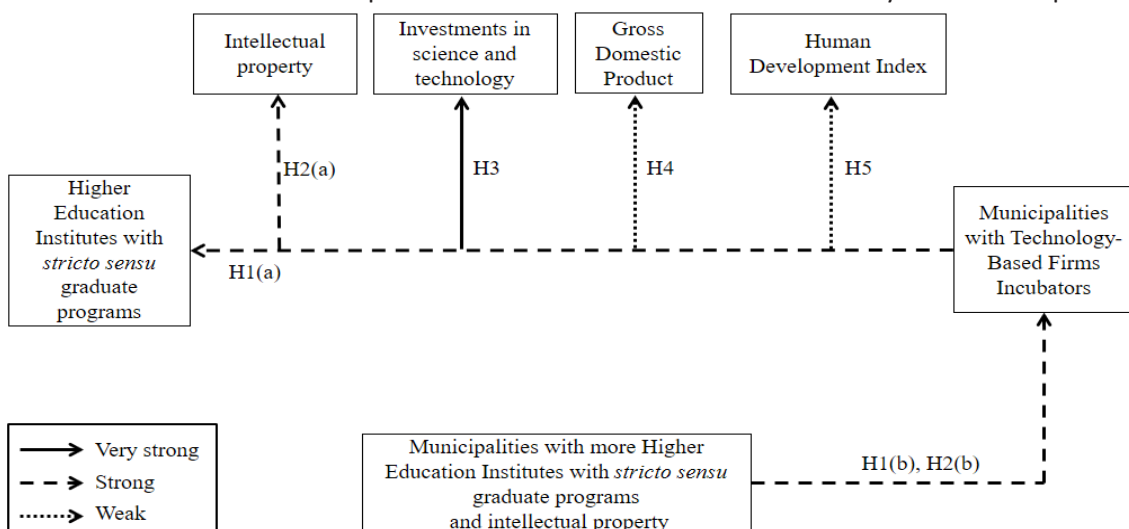 Intellectual
property
Investments in
science and
technology
Gross
Domestic
Product
Human
Development Index
H2(a)
H3
H4
H5
Higher
Education
Institutes with
stricto sensu
graduate
programs
H1(a)
Municipalities
with Technology-
Based Firms
Incubators
Very strong
Strong
Weak
Municipalities with more Higher
Education Institutes with stricto sensu
graduate programs
and intellectual property
H1(b), H2(b)